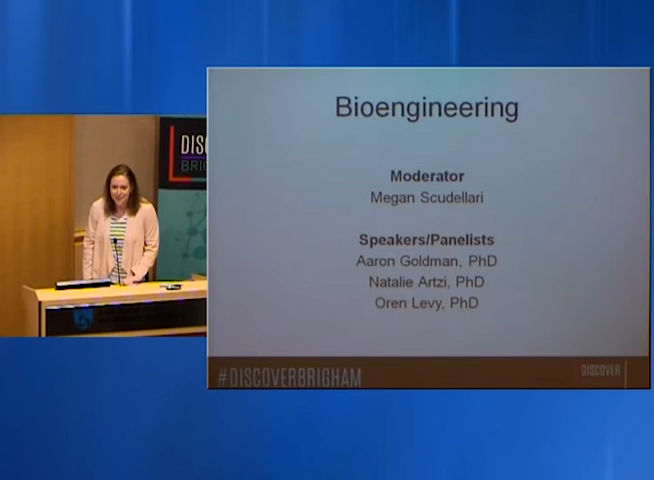 Bioengineering
Moderator
Megan Scudellari
Speakers/Panelists
Aaron Goldman, PhD
Natalie Artzi, PhD
Oren Levy, PhD
#DISCOVERBRIGHAM
DISCOVER